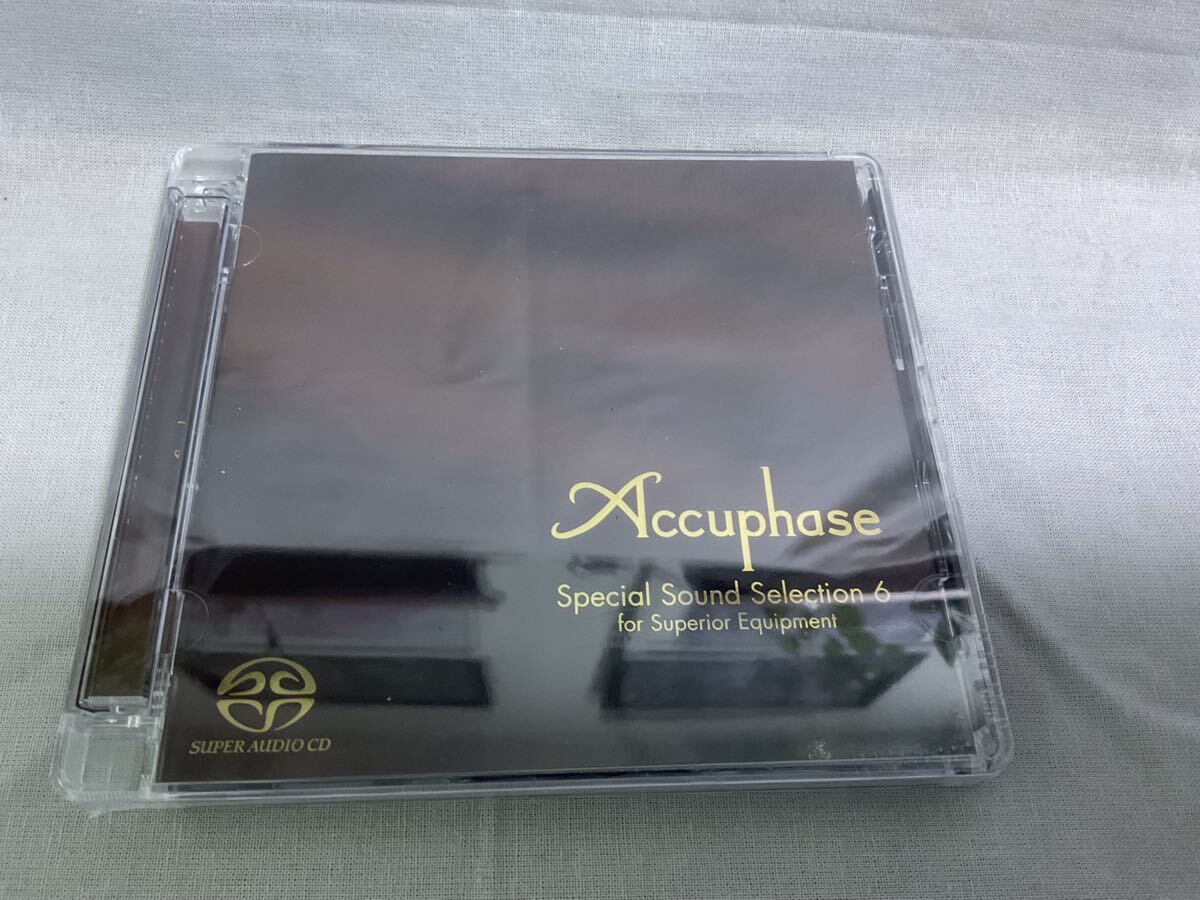 Accuphase
Special Sound Selection 6
for Superior Equipment
SUPER AUDIO CD